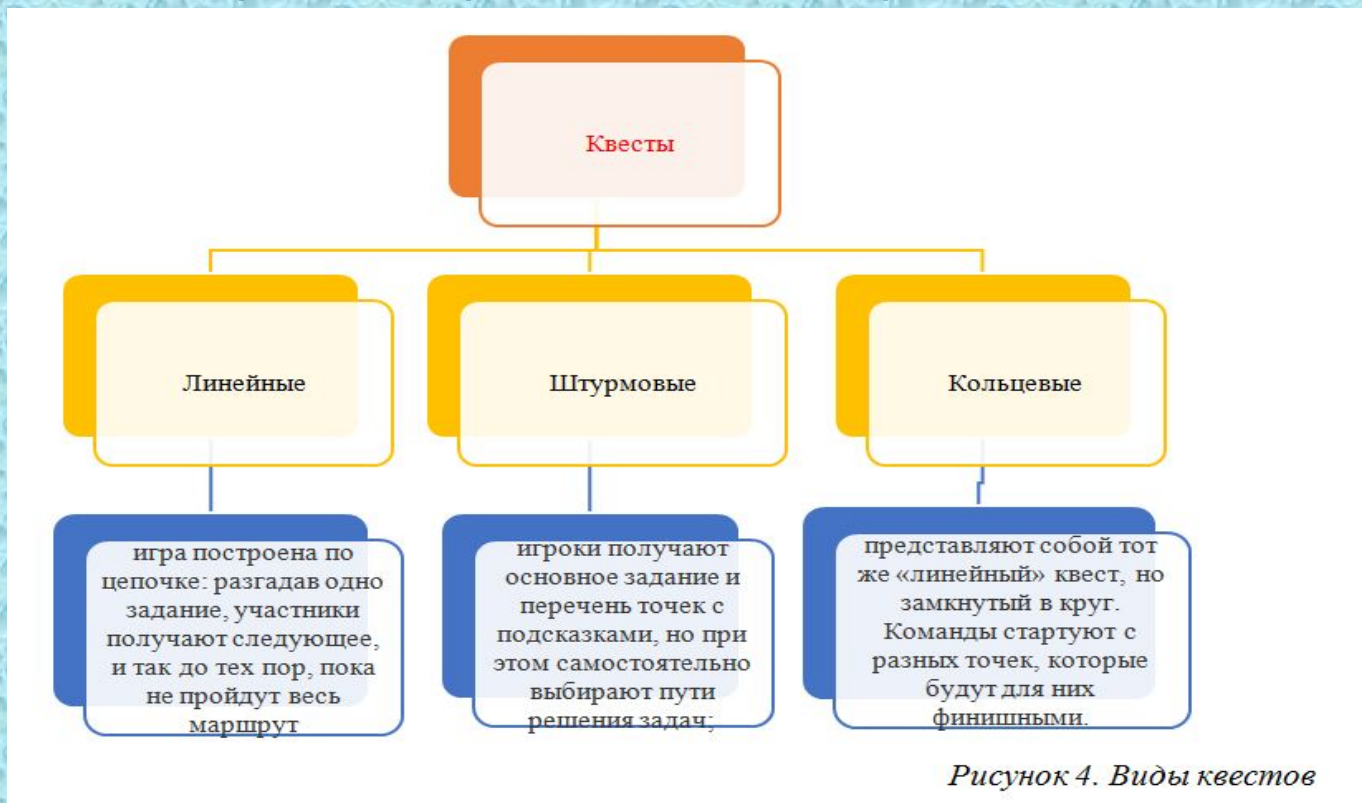 Квесты
Линейные
Штурмовые
Кольцевые
игра построена по
цепочке: разгадав одно
задание, участники
получают следующее,
и так до тех пор, пока
не пройдут весь
маршрут
игроки получают
основное задание и
перечень точек с
подсказками, но при
этом самостоятельно
выбирают пути
решения задач;
представляют собой тот
же «линейный» квест, но
замкнутый в круг.
Команды стартуют с
разных точек, которые
будут для них
финишными.
Рисунок 4. Виды квестов